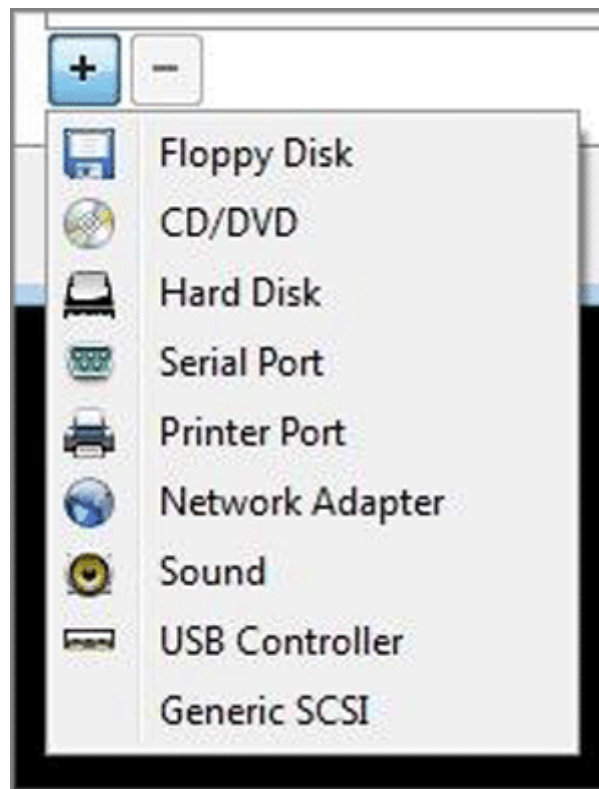 + −
Floppy Disk
CD/DVD
Hard Disk
Serial Port
Printer Port
Network Adapter
Sound
USB Controller
Generic SCSI